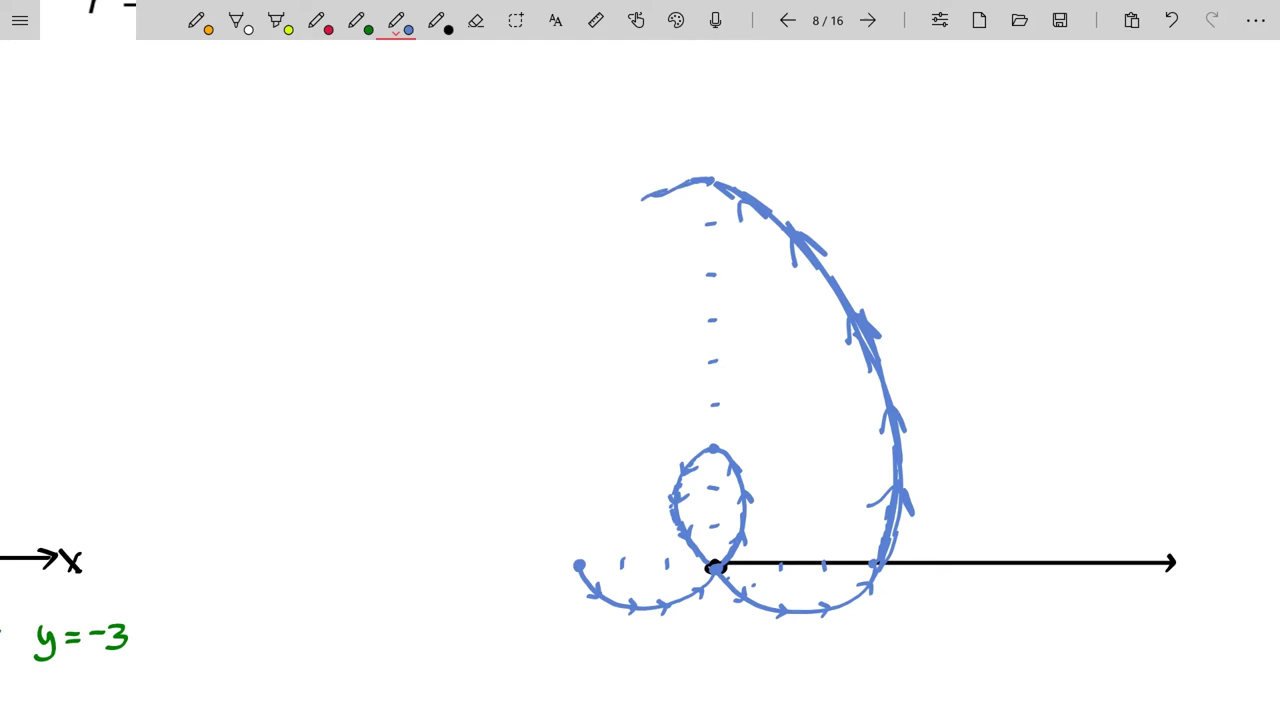 8 / 16
x
y = -3